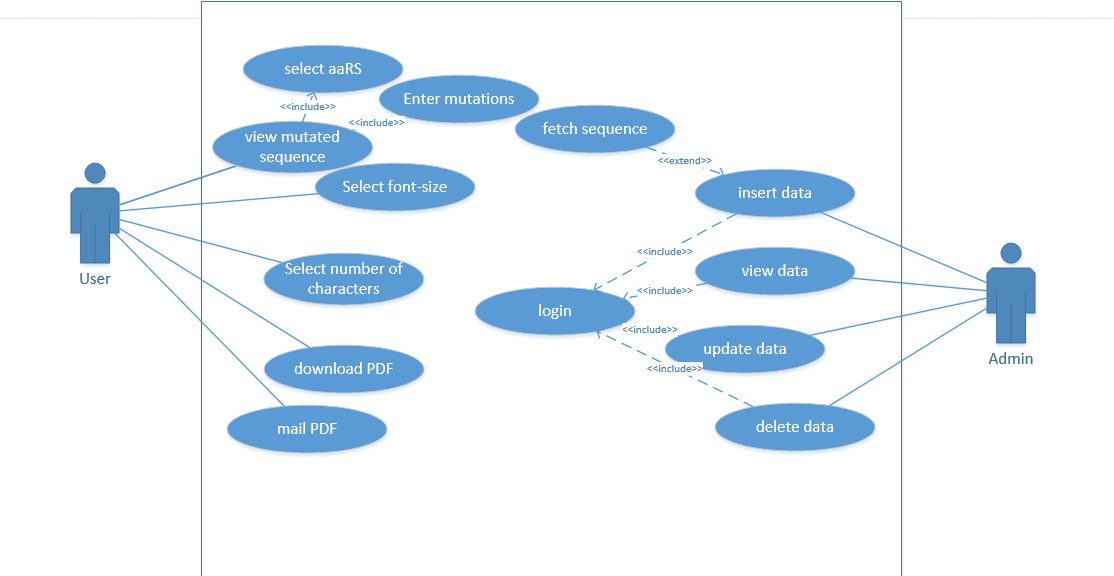 select aaRS
Enter mutations
<<include>>
<<include>>
fetch sequence
view mutated
sequence
<<extend>>
Select font-size
insert data
User
<<include>>
Select number of
characters
view data
<<include>>
login
<<include>>
update data
Admin
download PDF
<<include>>
mail PDF
delete data